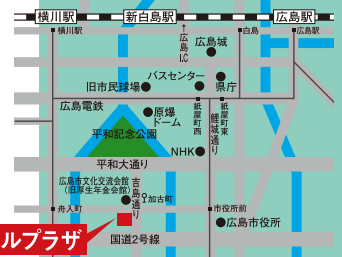 横川駅
新白島駅
広島駅
横川駅
広島I.C
白島
広島駅
広島城
バスセンター
旧市民球場
県庁
広島電鉄
紙屋町西
紙屋町東
原爆
ドーム
鯉城通り
平和記念公園
NHK
平和大通り
広島市文化交流会館
(旧厚生年金会館)
吉島通り
加古町
舟入町
市役所前
広島市役所
ルプラザ
国道2号線